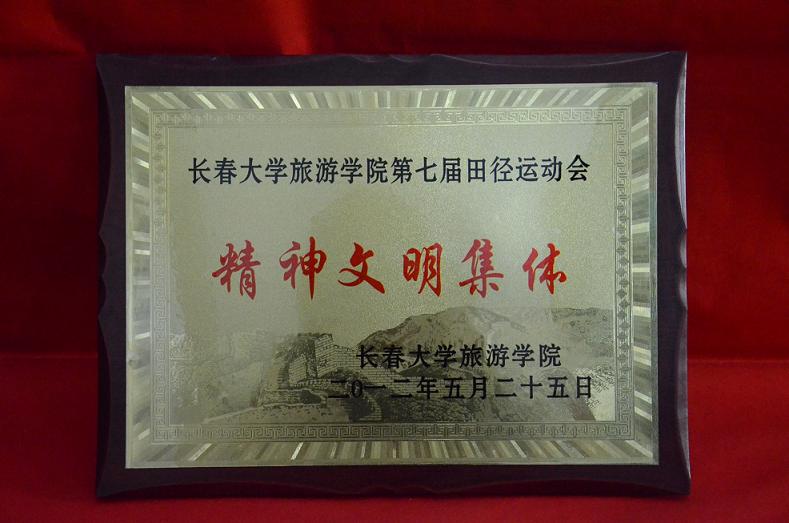 长春大学旅游学院第七届田径运动会
精神文明集体
长春大学旅游学院
二0一二年五月二十五日